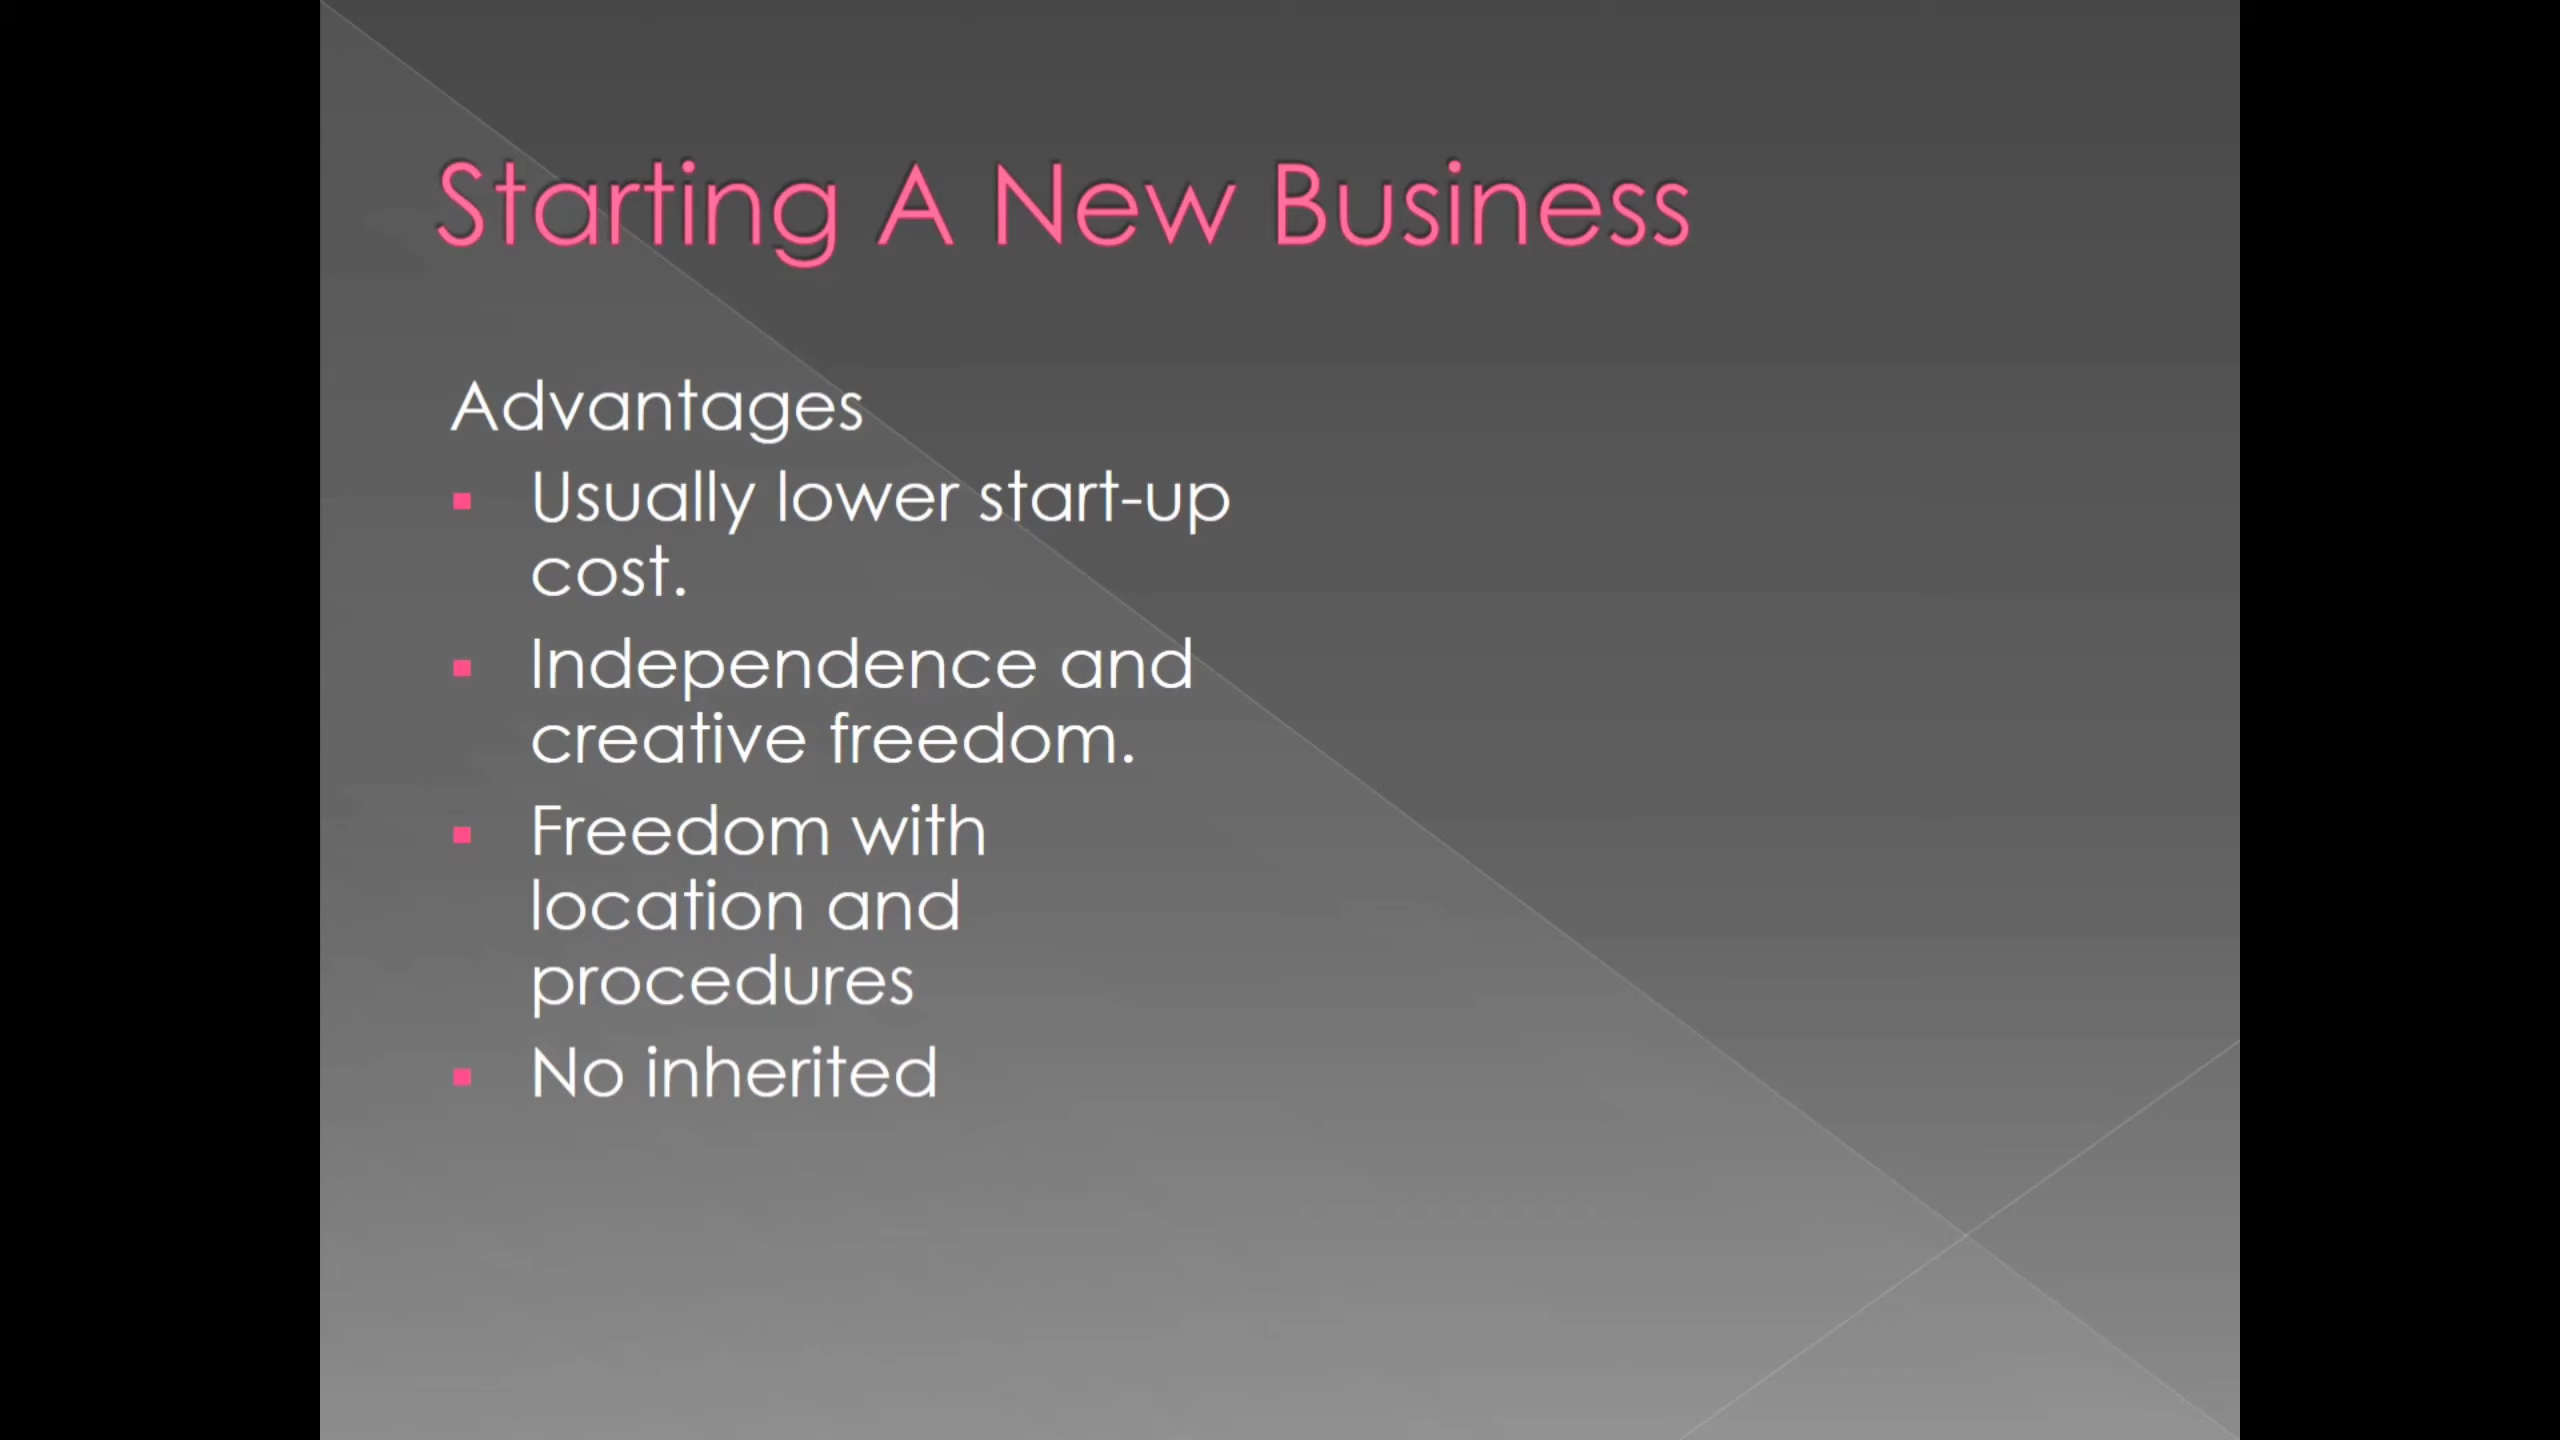 Starting A New Business
Advantages
Usually lower start-up
cost.
Independence and
creative freedom.
Freedom with
location and
procedures
No inherited